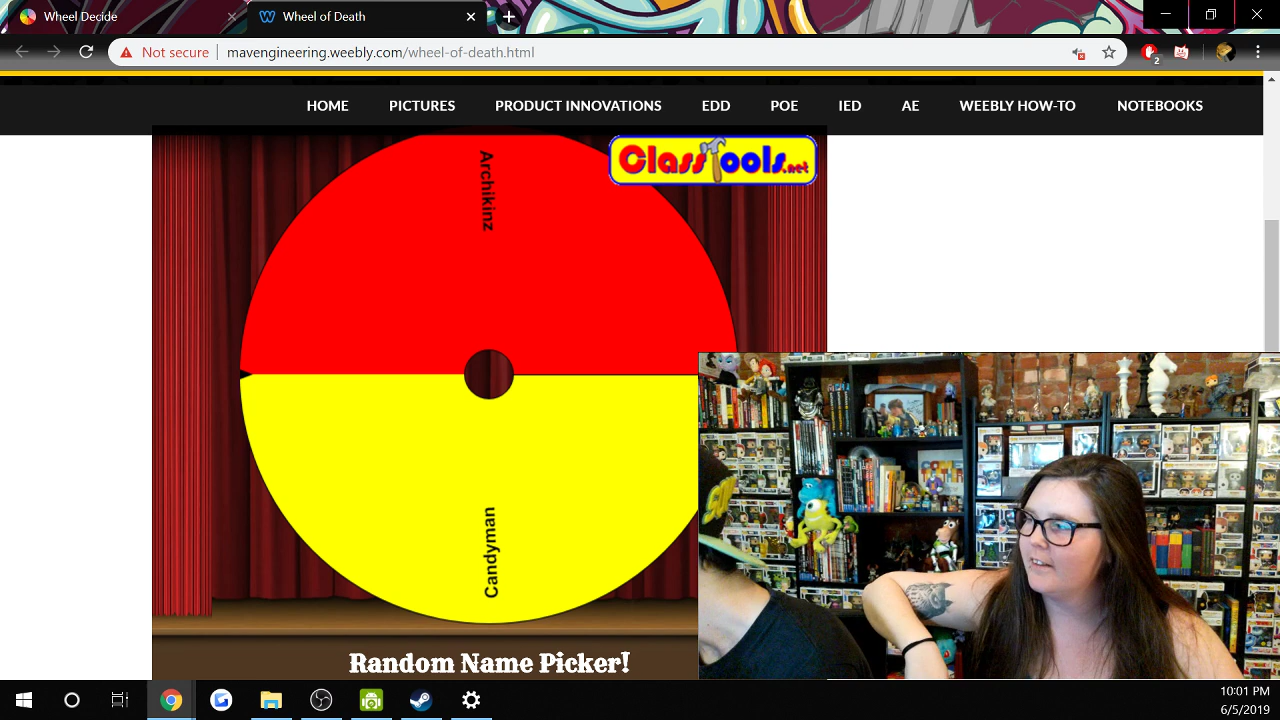 Wheel Decide
Wheel of Death
Not secure
mavengineering.weebly.com/wheel-of-death.html
2
HOME PICTURES PRODUCT INNOVATIONS EDD POE IED AE WEEBLY HOW-TO NOTEBOOKS
ClassTools.net
Archikinz
Candyman
Random Name Picker!
10:01 PM
6/5/2019